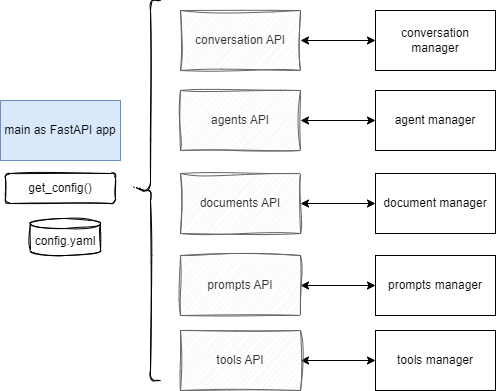 main as FastAPI app
get_config()
config.yaml
conversation API
conversation
manager
agents API
agent manager
documents API
document manager
prompts API
prompts manager
tools API
tools manager